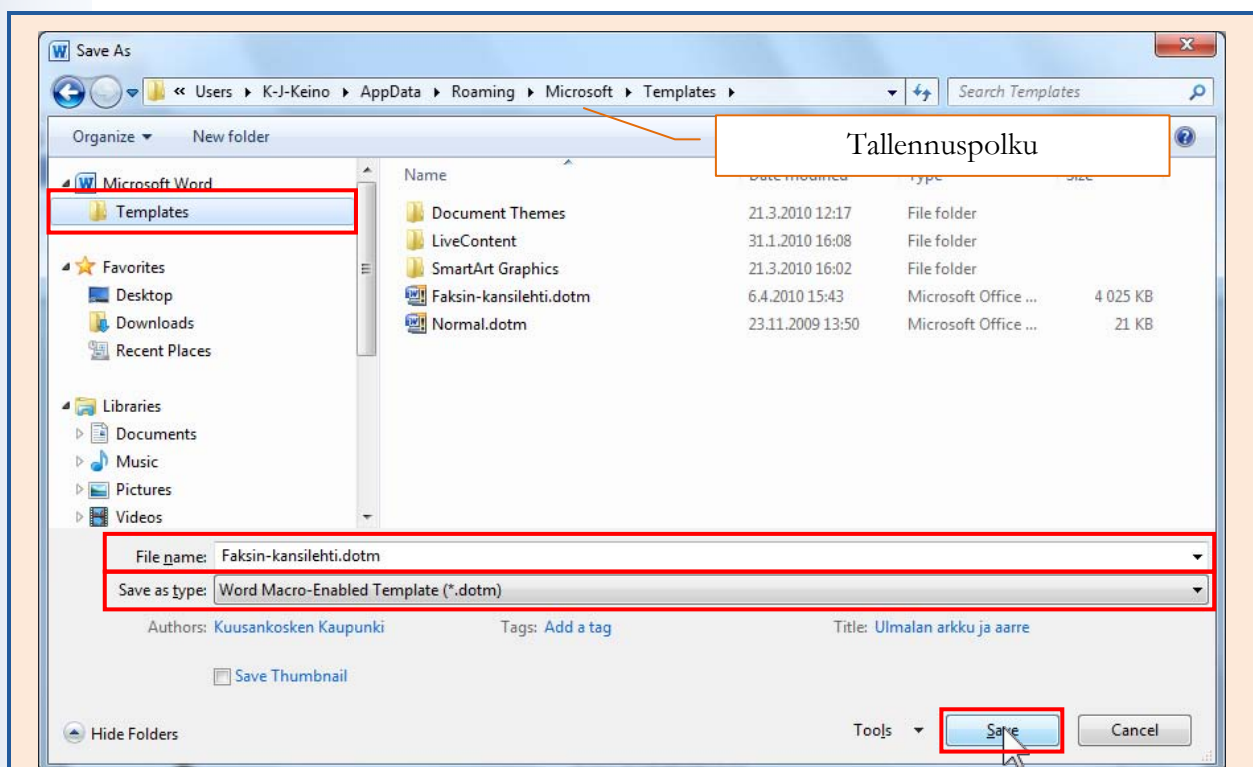 Save As
« Users ▸ K-J-Keino ▸ AppData ▸ Roaming ▸ Microsoft ▸ Templates ▸ Search Templates
Organize New folder
Tallennuspolku
Microsoft Word
Templates
Favorites
Desktop
Downloads
Recent Places
Libraries
Documents
Music
Pictures
Videos
Name Date modified Type Size
Document Themes 21.3.2010 12:17 File folder
LiveContent 31.1.2010 16:08 File folder
SmartArt Graphics 21.3.2010 16:02 File folder
Faksin-kansilehti.dotm 6.4.2010 15:43 Microsoft Office ... 4 025 KB
Normal.dotm 23.11.2009 13:50 Microsoft Office ... 21 KB
File name: Faksin-kansilehti.dotm
Save as type: Word Macro-Enabled Template (*.dotm)
Authors: Kuusankosken Kaupunki Tags: Add a tag Title: Ulmalan arkku ja aarre
Save Thumbnail
Hide Folders Tools Save Cancel